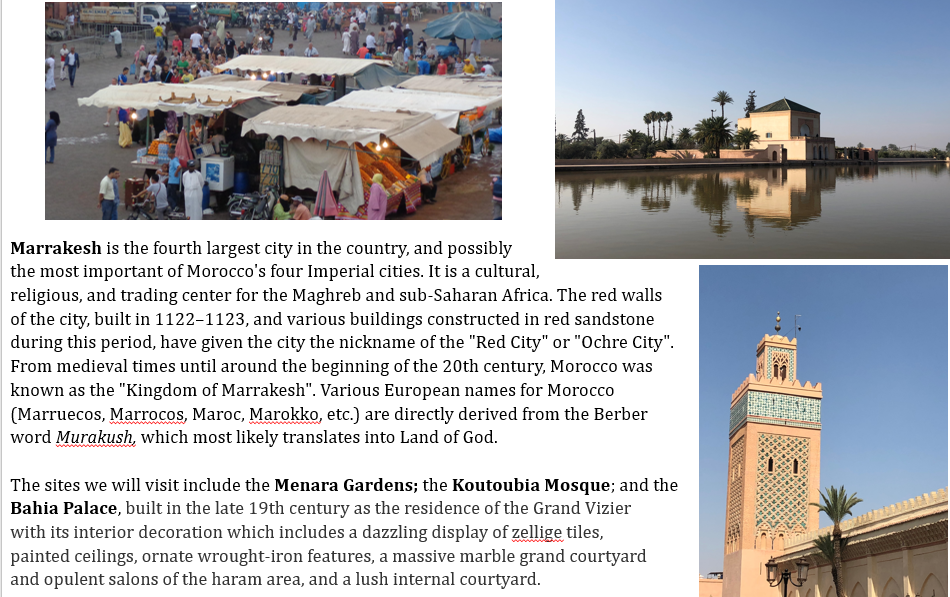 Marrakesh is the fourth largest city in the country, and possibly
the most important of Morocco's four Imperial cities. It is a cultural,
religious, and trading center for the Maghreb and sub-Saharan Africa. The red walls
of the city, built in 1122–1123, and various buildings constructed in red sandstone
during this period, have given the city the nickname of the "Red City" or "Ochre City".
From medieval times until around the beginning of the 20th century, Morocco was
known as the "Kingdom of Marrakesh". Various European names for Morocco
(Marruecos, Marrocos, Maroc, Marokko, etc.) are directly derived from the Berber
word Murakush, which most likely translates into Land of God.
The sites we will visit include the Menara Gardens; the Koutoubia Mosque; and the
Bahia Palace, built in the late 19th century as the residence of the Grand Vizier
with its interior decoration which includes a dazzling display of zellige tiles,
painted ceilings, ornate wrought-iron features, a massive marble grand courtyard
and opulent salons of the haram area, and a lush internal courtyard.